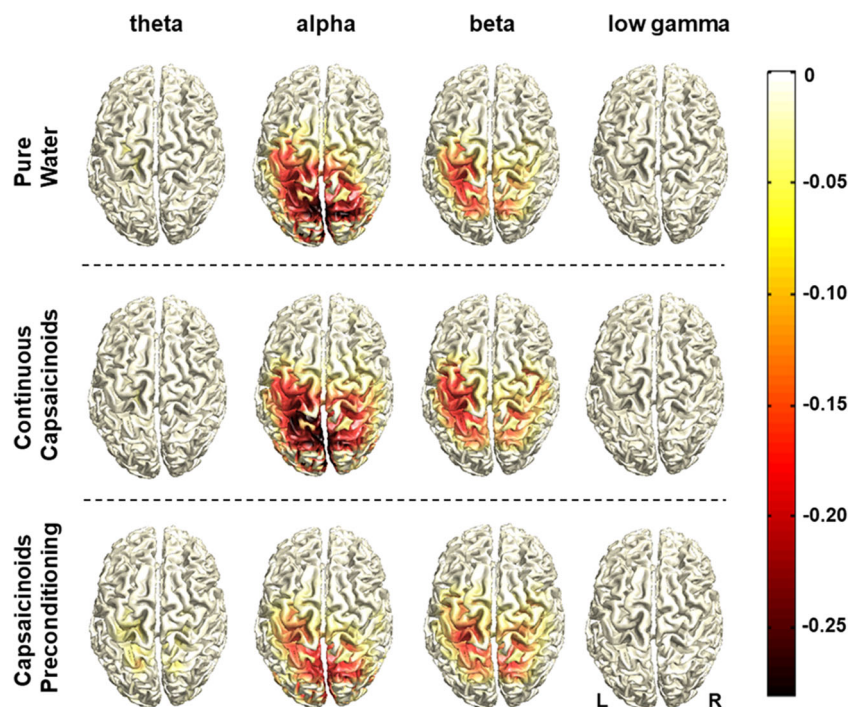 theta alpha beta low gamma
Pure
Water
Continuous
Capsaicinoids
Capsaicinoids
Preconditioning
L R
0
-0.05
-0.10
-0.15
-0.20
-0.25